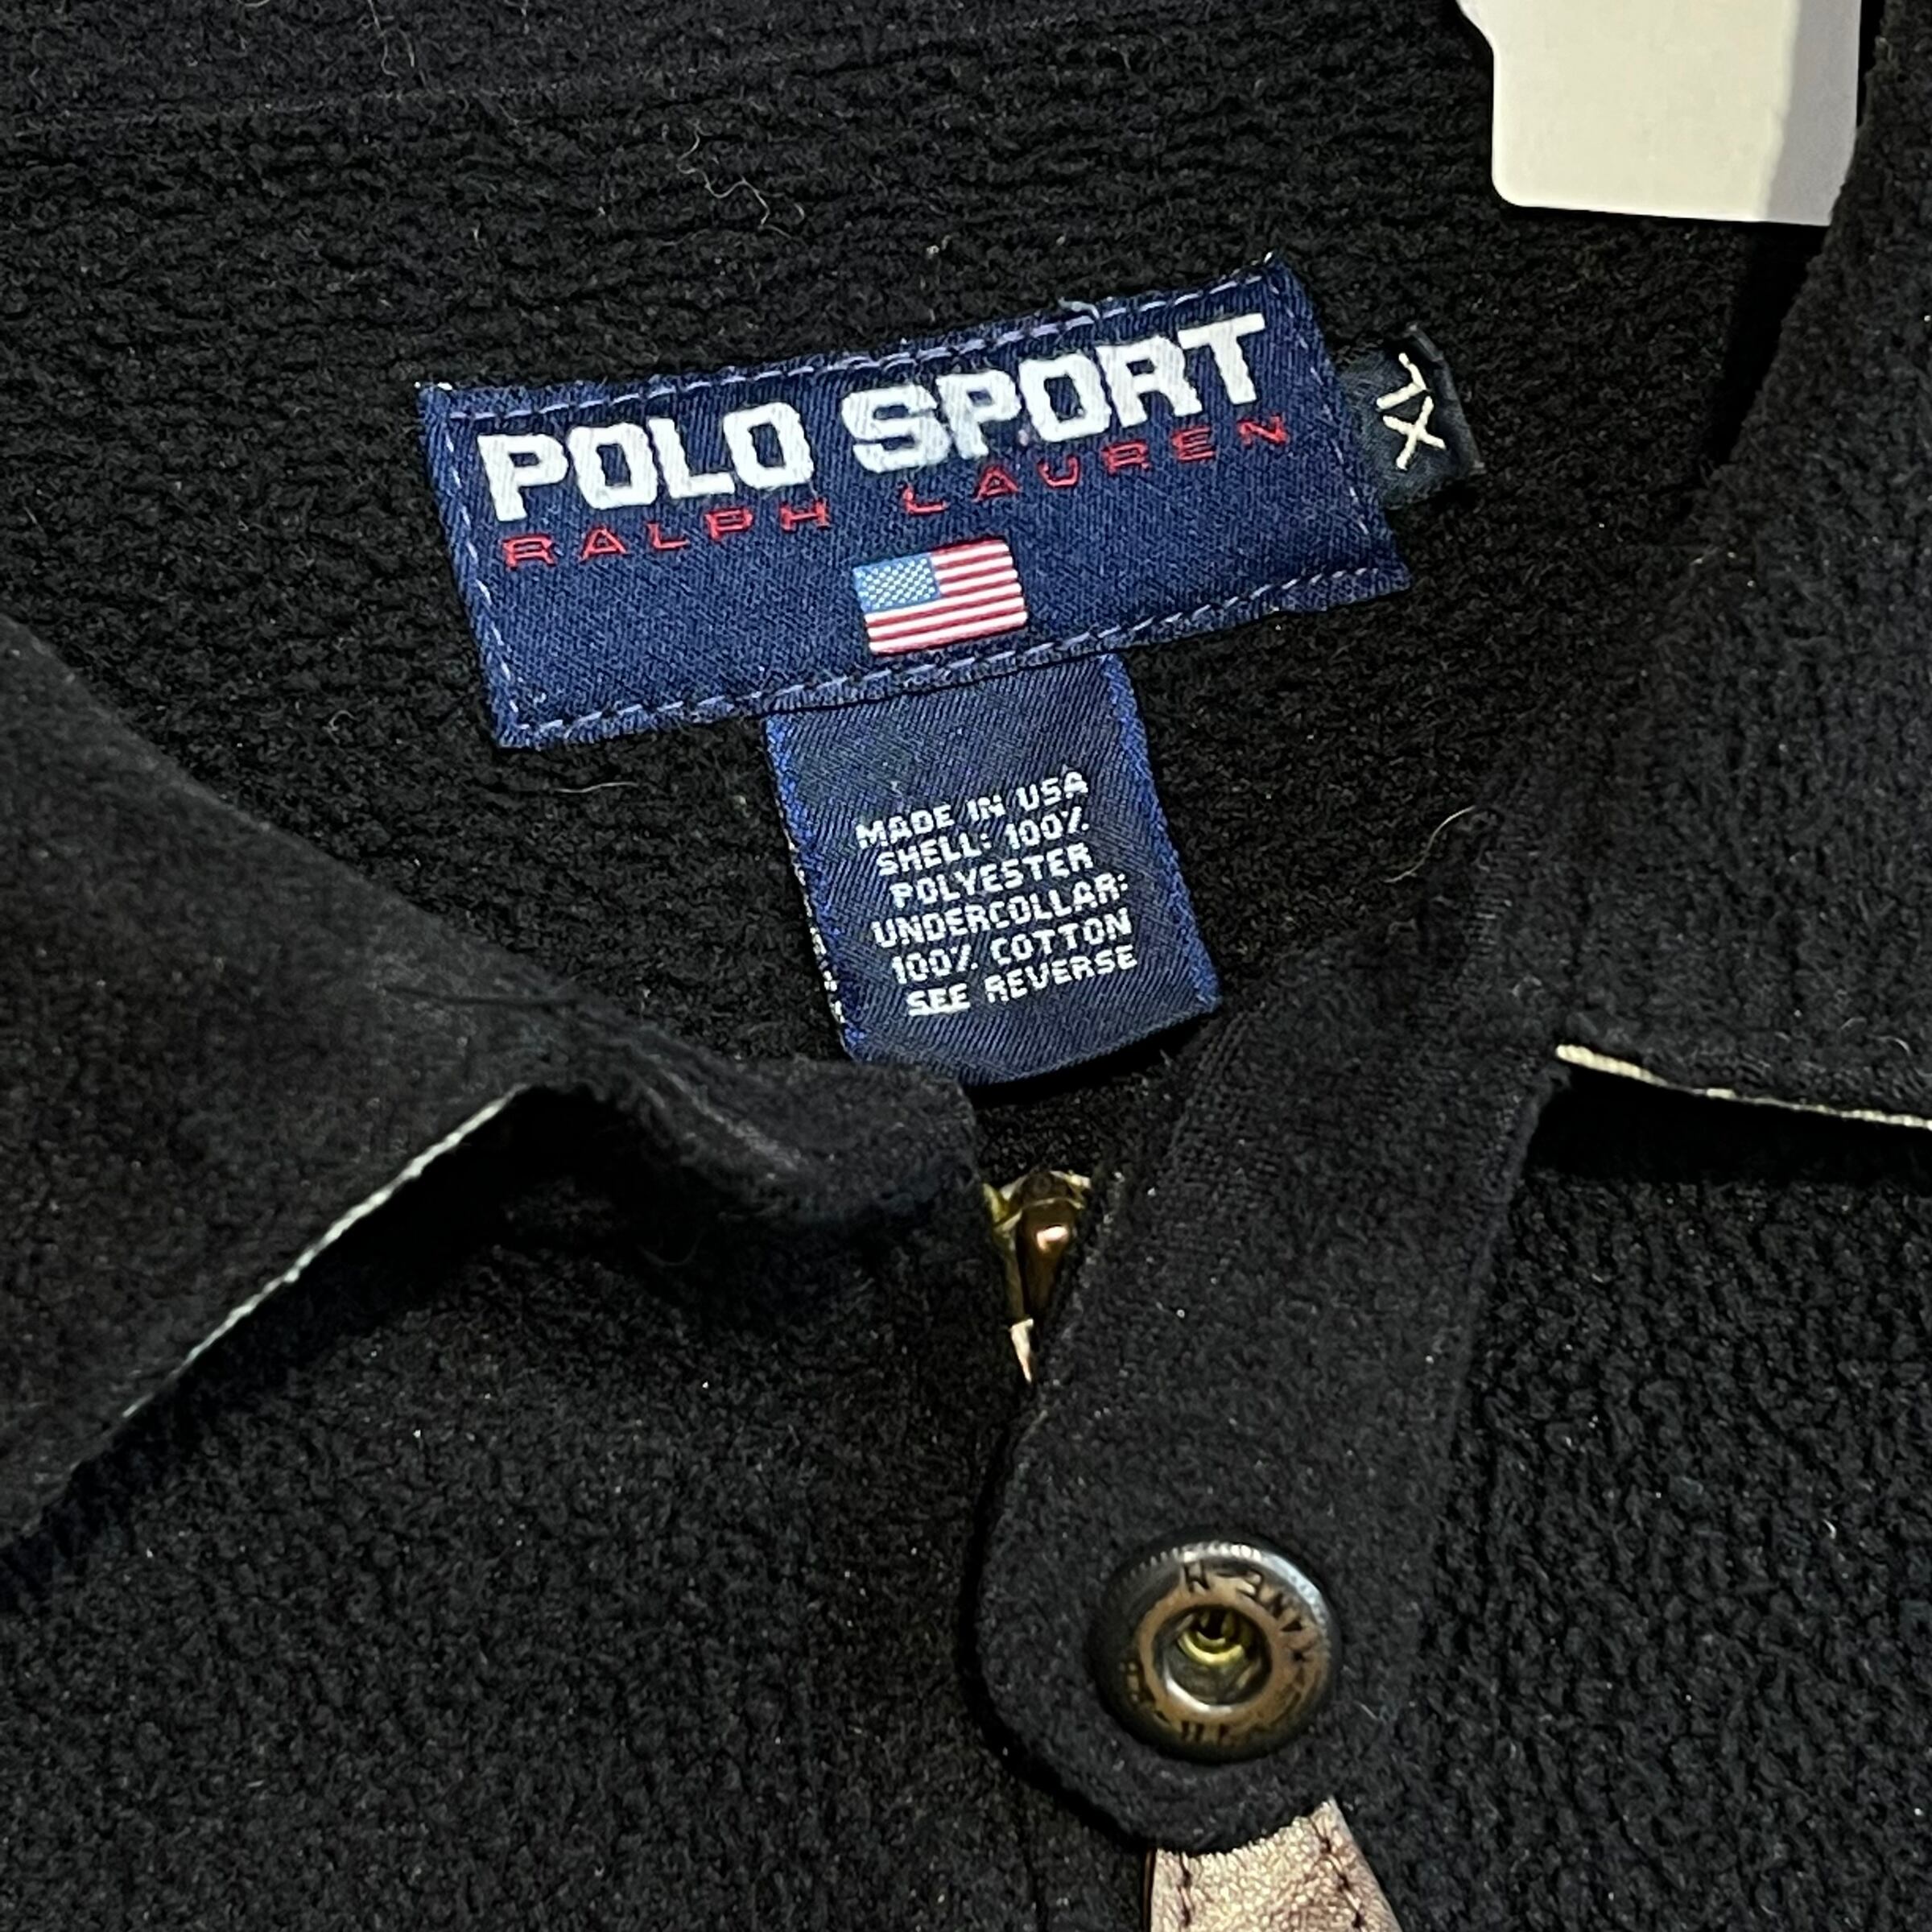 POLO SPORT
RALPH LAUREN
XL
MADE IN USA
SHELL: 100%
POLYESTER
UNDERCOLLAR:
100% COTTON
SEE REVERSE